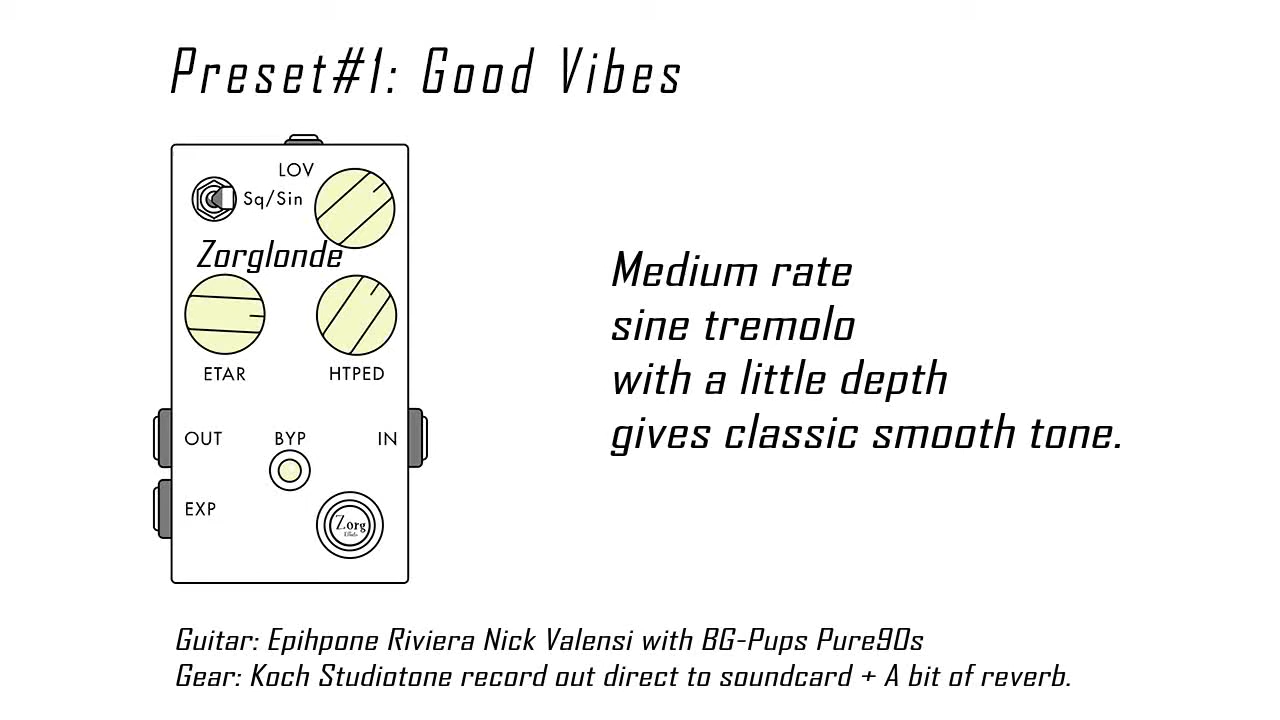 Preset#1: Good Vibes
LOV
Sq/Sin
Zorglonde
ETAR
HTPED
OUT
BYP
IN
EXP
Zorg
Medium rate
sine tremolo
with a little depth
gives classic smooth tone.
Guitar: Epihpone Riviera Nick Valensi with BG-Pups Pure90s
Gear: Koch Studiotone record out direct to soundcard + A bit of reverb.